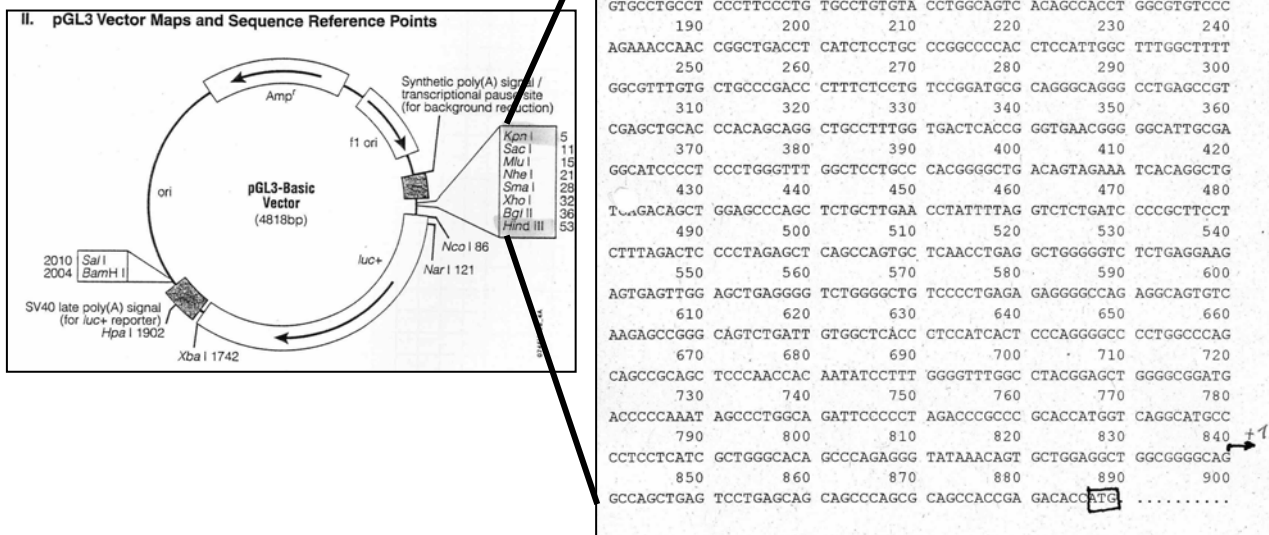 II. pGL3 Vector Maps and Sequence Reference Points
Synthetic poly(A) signal /
transcriptional pause site
(for background reduction)
Ampr
f1 ori
Kpn I 5
Sac I 11
Mlu I 15
Nhe I 21
Sma I 28
Xho I 32
Bgl II 36
Hind III 53
ori
pGL3-Basic
Vector
(4818bp)
Nco I 86
Nar I 121
luc+
2010 Sal I
2004 BamH I
SV40 late poly(A) signal
(for luc+ reporter)
Hpa I 1902
Xba I 1742
GTGCCTGCCT CCCTTCCCTG TGCCTGTGTA CCTGGCAGTC ACAGCCACCT GGCGTGTCCC
190 200 210 220 230 240
AGAAACCAAC CGGCTGACCT CATCTCCTGC CCGGCCCCAC CTCCATTGGC TTTGGCTTTT
250 260 270 280 290 300
GGCGTTTGTG CTGCCCGACC CTTTCTCCTG TCCGGATGCG CAGGGCAGGG CCTGAGCCGT
310 320 330 340 350 360
CGAGCTGCAC CCACAGCAGG CTGCCTTTGG TGACTCACCG GGTGAACGGG GGCATTGCGA
370 380 390 400 410 420
GGCATCCCCT CCCTGGGTTT GGCTCCTGCC CACGGGGCTG ACAGTAGAAA TCACAGGCTG
430 440 450 460 470 480
GGAGCCCAGC TCTGCTTGAA CCTATTTTAG GTCTCTGATC CCCGCTTCCT
490 500 510 520 530 540
CTTTAGACTC CCCTAGAGCT CAGCCAGTGC TCAACCTGAG GCTGGGGGTC TCTGAGGAAG
550 560 570 580 590 600
AGTGAGTTGG AGCTGAGGGG TCTGGGGCTG TCCCCTGAGA GAGGGGCCAG AGGCAGTGTC
610 620 630 640 650 660
AAGAGCCGGG CAGTCTGATT GTGGCTCACC CTCCATCACT CCCAGGGGCC CCTGGCCCAG
670 680 690 700 710 720
CAGCCGCAGC TCCCAACCAC AATATCCTTT GGGGTTTGGC CTACGGAGCT GGGGCGGATG
730 740 750 760 770 780
ACCCCCAAAT AGCCCTGGCA GATTCCCCCT AGACCCGCCC GCACCATGGT CAGGCATGCC
790 800 810 820 830 840 +1
CCTCCTCATC GCTGGGCACA GCCCAGAGGG TATAAACAGT GCTGGAGGCT GGCGGGGCAG
850 860 870 880 890 900
GCCAGCTGAG TCCTGAGCAG CAGCCCAGCG CAGCCACCGA GACACCATG ..........